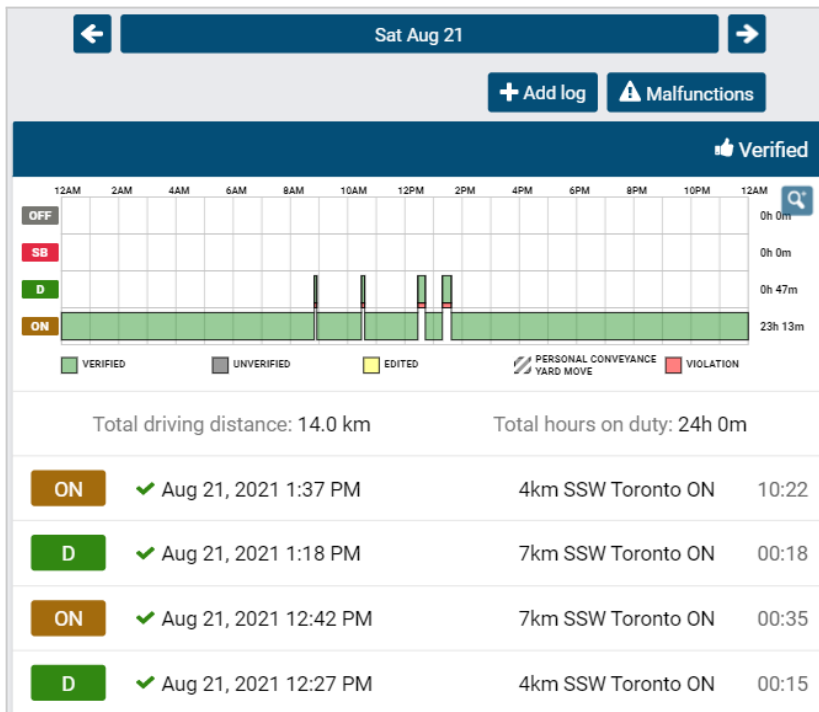 Sat Aug 21
Add log Malfunctions
Verified
12AM 2AM 4AM 6AM 8AM 10AM 12PM 2PM 4PM 6PM 8PM 10PM 12AM
OFF 0h 0m
SB 0h 0m
D 0h 47m
ON 23h 13m
VERIFIED UNVERIFIED EDITED PERSONAL CONVEYANCE VIOLATION
YARD MOVE
Total driving distance: 14.0 km Total hours on duty: 24h 0m
ON Aug 21, 2021 1:37 PM 4km SSW Toronto ON 10:22
D Aug 21, 2021 1:18 PM 7km SSW Toronto ON 00:18
ON Aug 21, 2021 12:42 PM 7km SSW Toronto ON 00:35
D Aug 21, 2021 12:27 PM 4km SSW Toronto ON 00:15